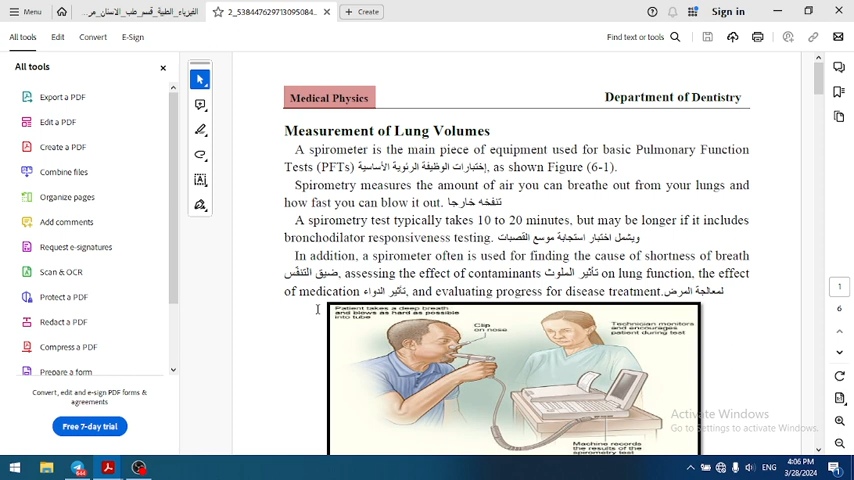 Menu
الفيزياء_الطبية_قسم_طب_الاسنان_مر...
2_53844762971309508​4...
Create
Sign in
All tools Edit Convert E-Sign
Find text or tools
All tools
Export a PDF
Edit a PDF
Create a PDF
Combine files
Organize pages
Add comments
Request e-signatures
Scan & OCR
Protect a PDF
Redact a PDF
Compress a PDF
Prepare a form
Convert, edit and e-sign PDF forms &
agreements
Free 7-day trial
Medical Physics
Department of Dentistry
Measurement of Lung Volumes
A spirometer is the main piece of equipment used for basic Pulmonary Function
Tests (PFTs) إختبارات الوظيفة الرئوية الأساسية, as shown Figure (6-1).
Spirometry measures the amount of air you can breathe out from your lungs and
how fast you can blow it out. تنفخه خارجا
A spirometry test typically takes 10 to 20 minutes, but may be longer if it includes
bronchodilator responsiveness testing. ويشمل اختبار استجابة موسع القصبات
In addition, a spirometer often is used for finding the cause of shortness of breath
ضيق التنفّس, assessing the effect of contaminants تأثير الملوث on lung function, the effect
of medication تأثير الدواء, and evaluating progress for disease treatment. لمعالجة المرض
Patient takes a deep breath
and blows as hard as possible
into tube
Clip
on nose
Technician monitors
and encourages
patient during test
Machine records
the results of the
spirometry test
Activate Windows
Go to Settings to activate Windows.
1
6
644
ENG
4:06 PM
3/28/2024
1